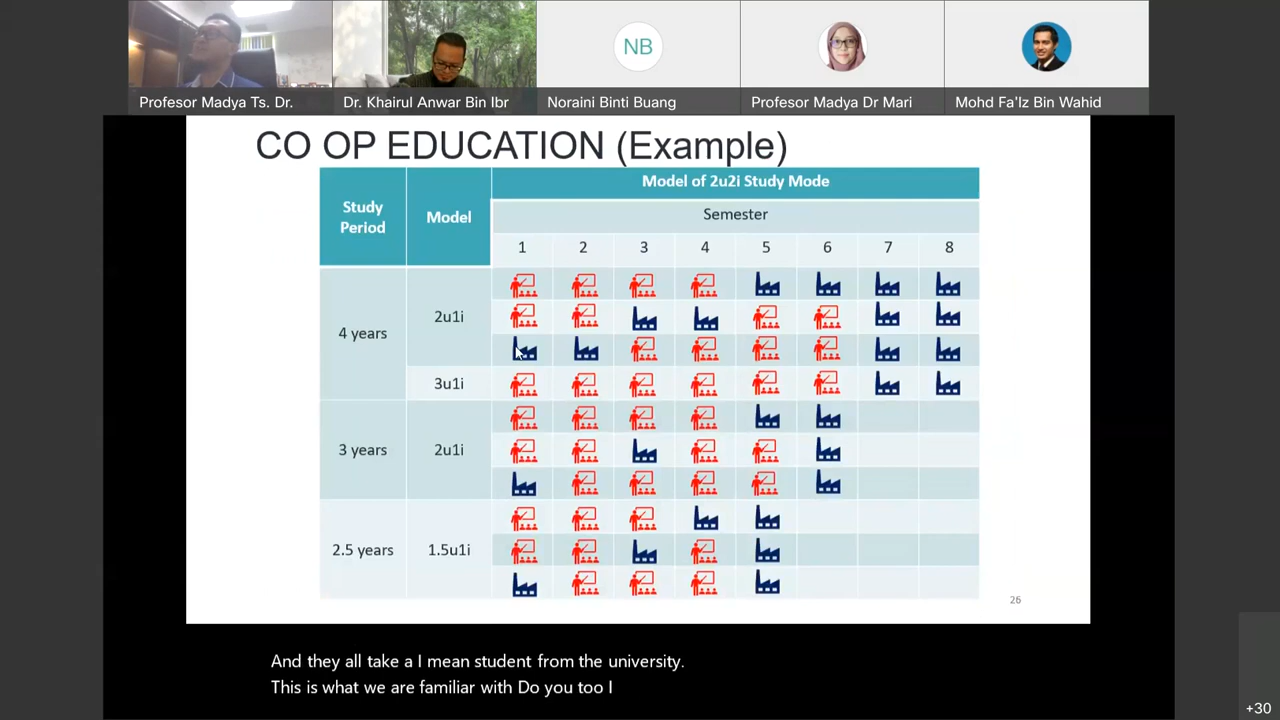 NB
Profesor Madya Ts. Dr.
Dr. Khairul Anwar Bin Ibr
Noraini Binti Buang
Profesor Madya Dr Mari
Mohd Fa'Iz Bin Wahid
CO OP EDUCATION (Example)
Study
Period
Model
Model of 2u2i Study Mode
Semester
1 2 3 4 5 6 7 8
4 years
2u1i
3u1i
3 years
2u1i
2.5 years
1.5u1i
26
And they all take a I mean student from the university.
This is what we are familiar with Do you too I
+30